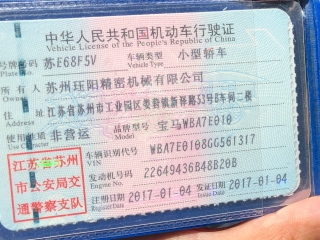 中华人民共和国机动车行驶证
Vehicle License of the People's Republic of China
号牌号码 苏E68F5V 车辆类型 小型轿车
Plate No. Vehicle Type
所有人 苏州珏阳精密机械有限公司
住址 江苏省苏州市工业园区娄葑镇新祥路53号B车间二楼
使用性质 非营运 品牌型号 宝马WBA7E010
Use Character
车辆识别代号 WBA7E0108GG561317
VIN
发动机号码 22649436B48B20B
Engine No.
注册日期 2017-01-04 发证日期 2017-01-04
Register Date Issue Date
江苏省苏州
市公安局交
通警察支队